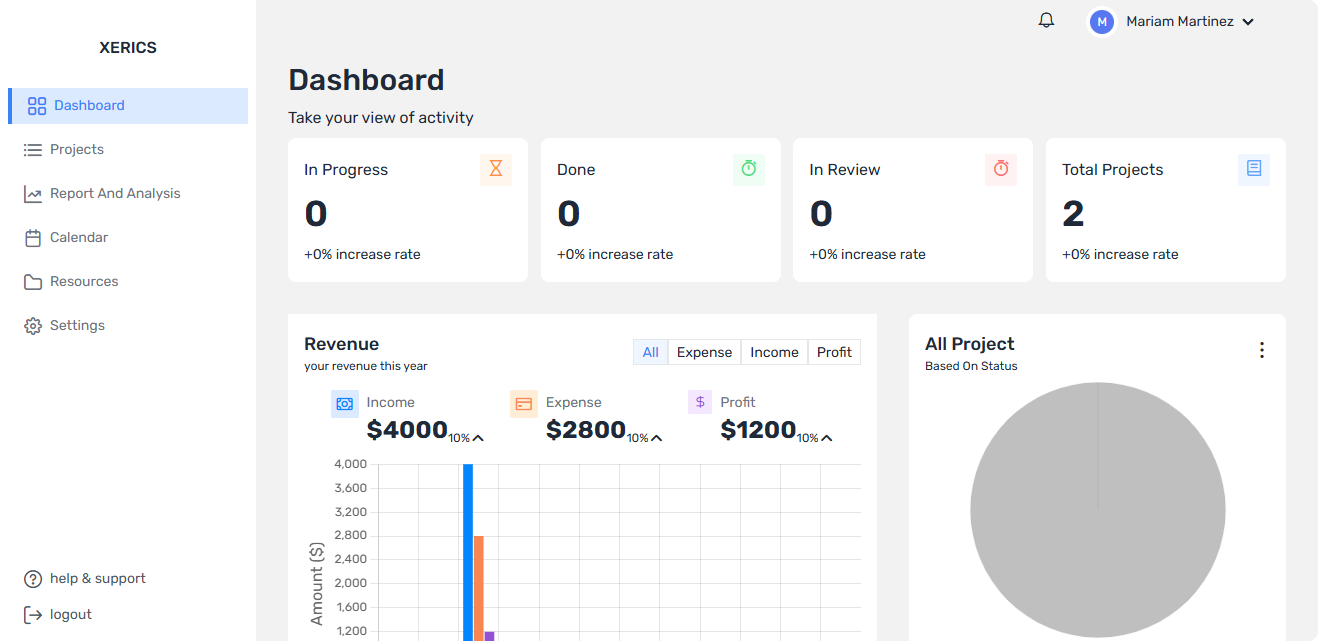 XERICS
Dashboard
Projects
Report And Analysis
Calendar
Resources
Settings
help & support
logout
M
Mariam Martinez
Dashboard
Take your view of activity
In Progress
0
+0% increase rate
Done
0
+0% increase rate
In Review
0
+0% increase rate
Total Projects
2
+0% increase rate
Revenue
your revenue this year
All Expense Income Profit
Income
$4000 10%
Expense
$2800 10%
$ Profit
$1200 10%
4,000
3,600
3,200
2,800
2,400
2,000
1,600
1,200
Amount ($)
All Project
Based On Status